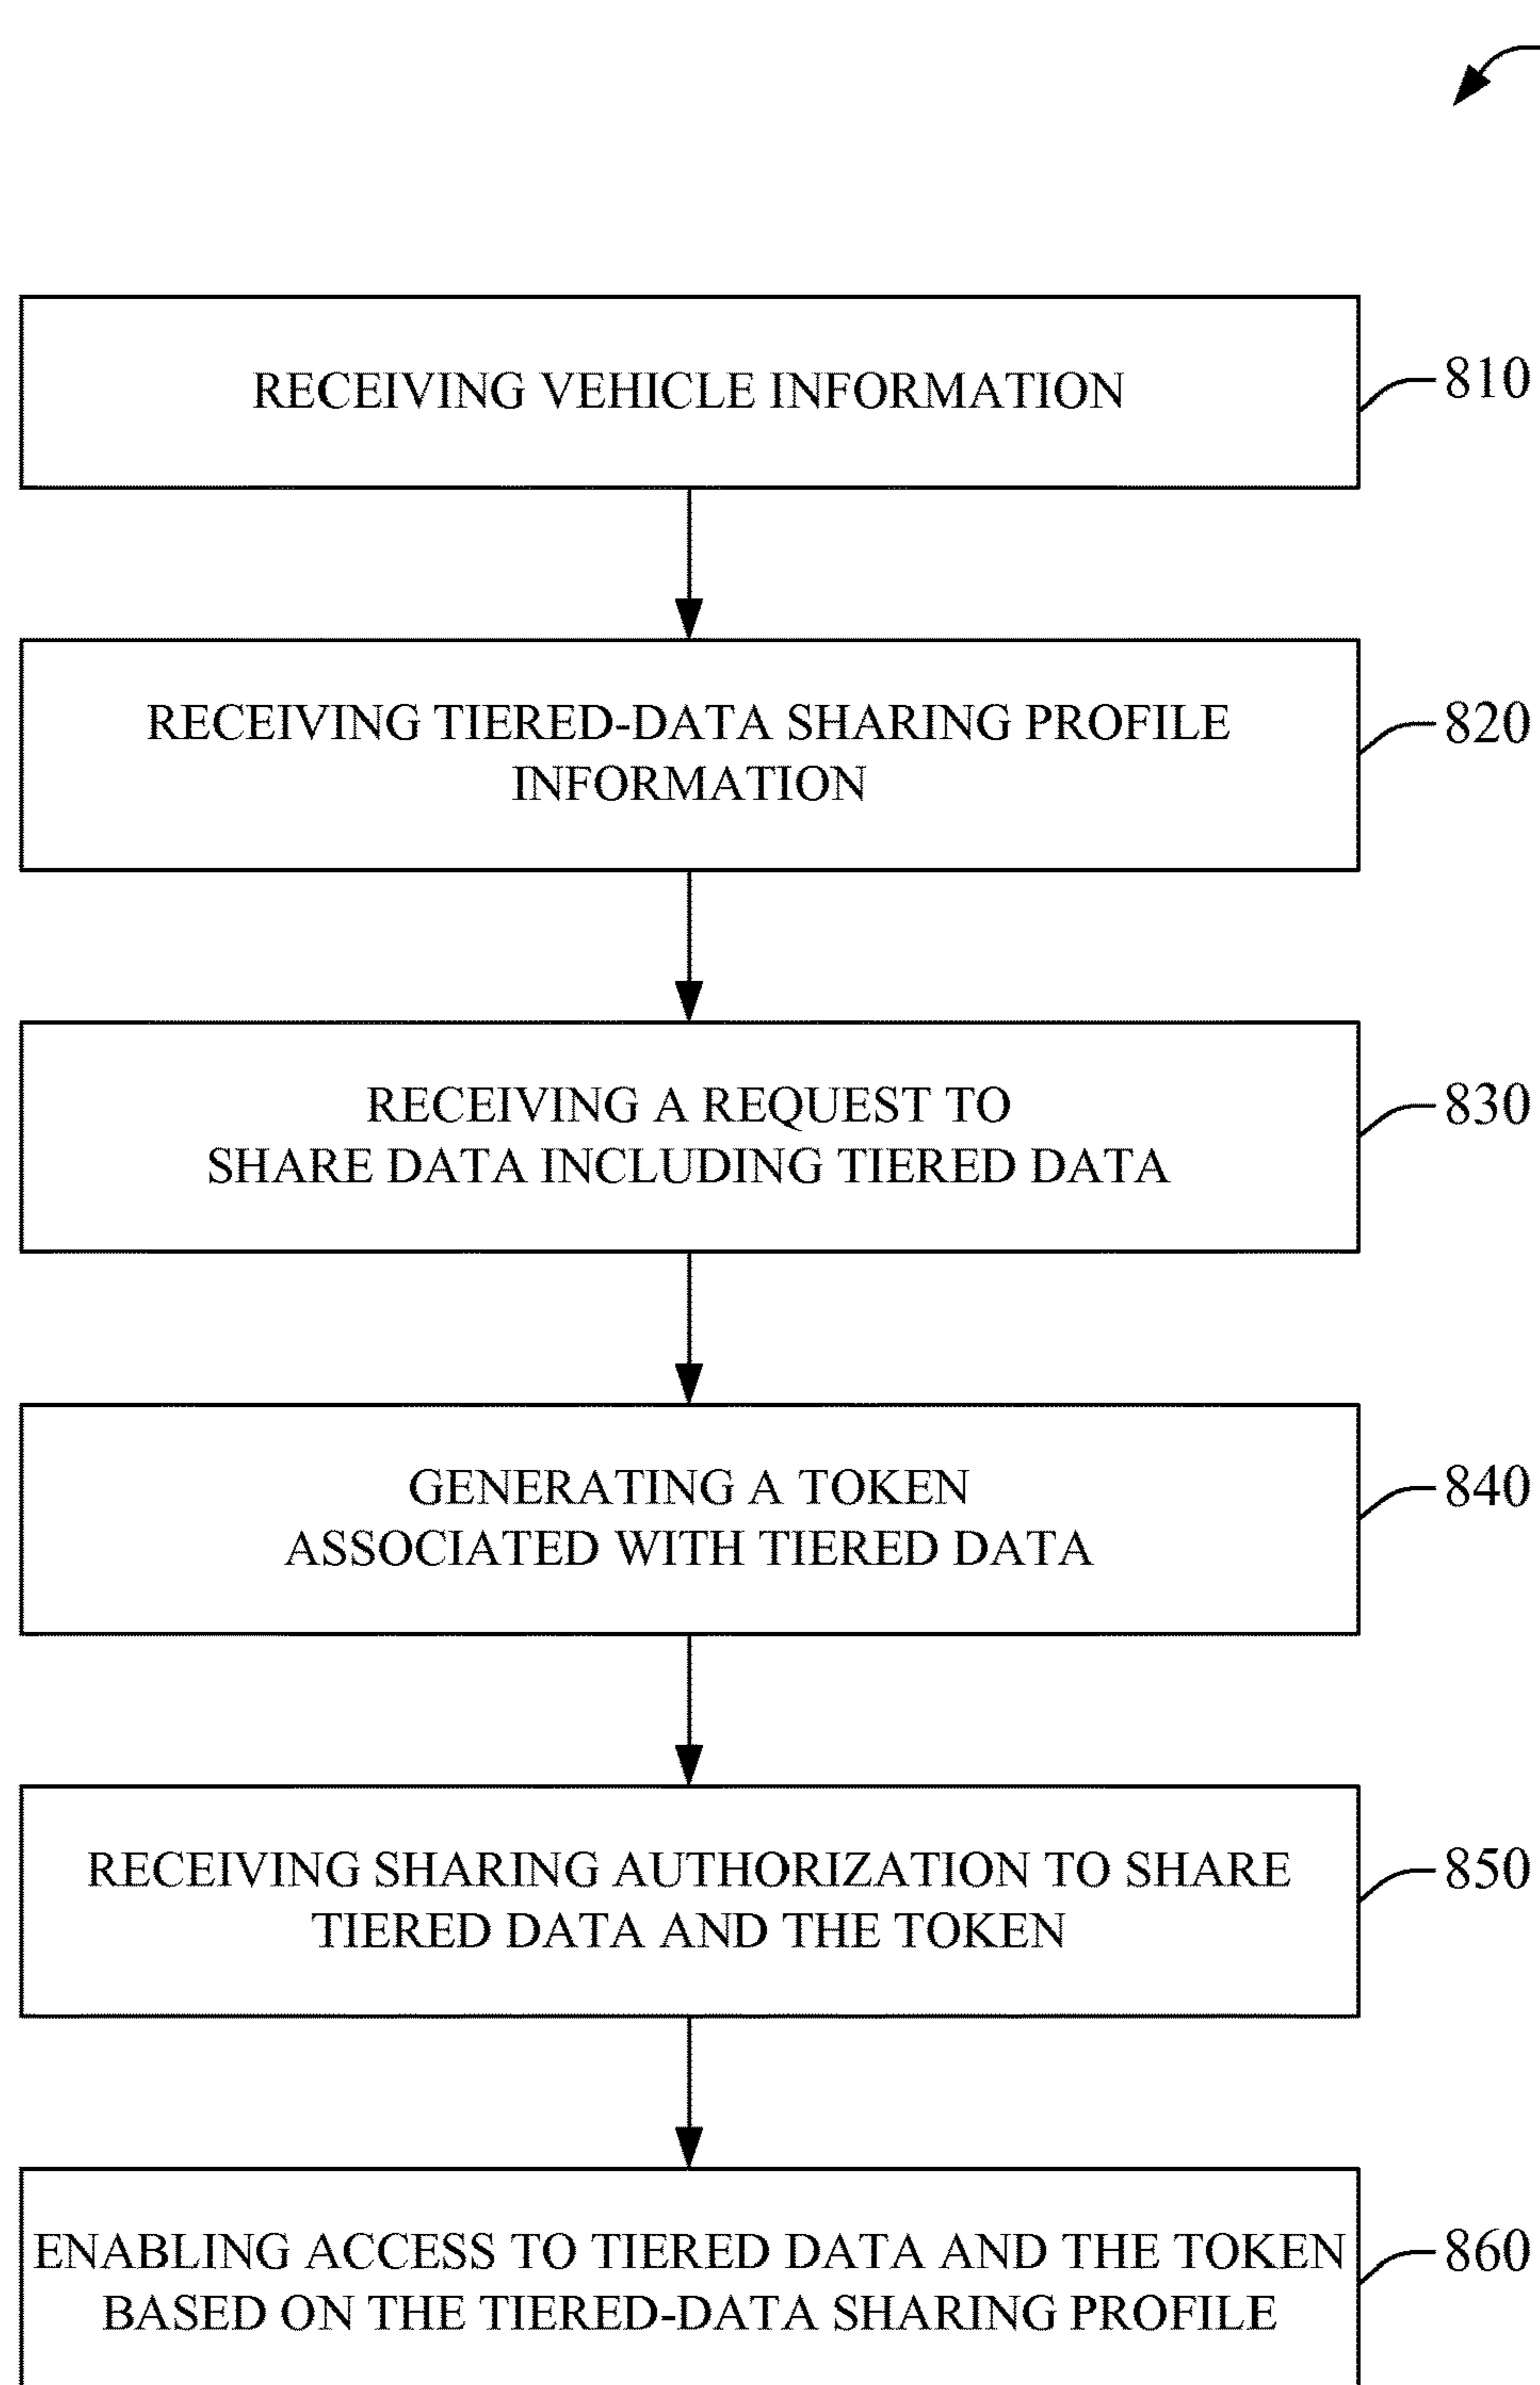 RECEIVING VEHICLE INFORMATION
810
RECEIVING TIERED-DATA SHARING PROFILE
INFORMATION
820
RECEIVING A REQUEST TO
SHARE DATA INCLUDING TIERED DATA
830
GENERATING A TOKEN
ASSOCIATED WITH TIERED DATA
840
RECEIVING SHARING AUTHORIZATION TO SHARE
TIERED DATA AND THE TOKEN
850
ENABLING ACCESS TO TIERED DATA AND THE TOKEN
BASED ON THE TIERED-DATA SHARING PROFILE
860